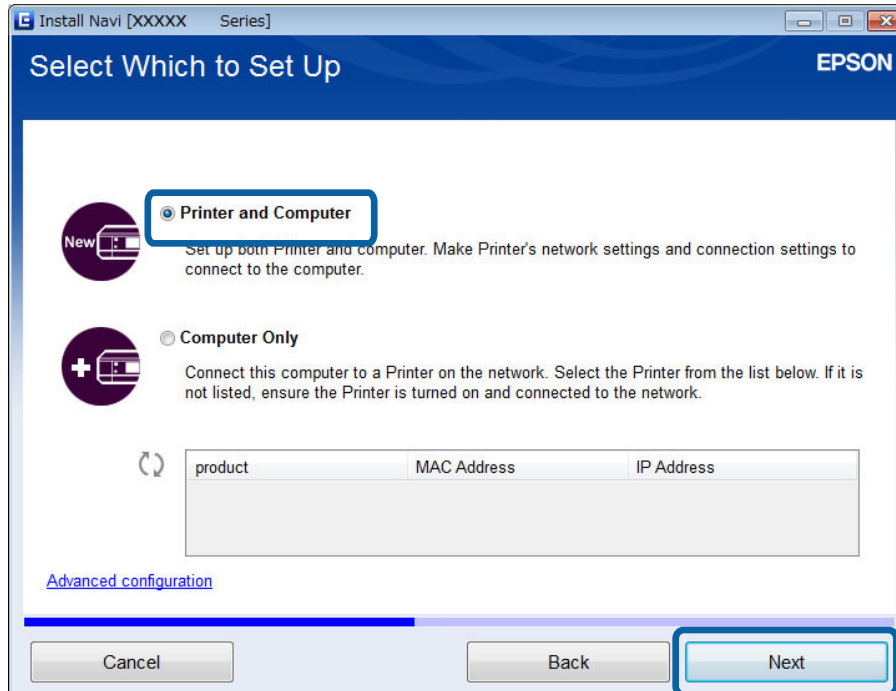 Install Navi [XXXXX Series]
Select Which to Set Up
EPSON
New
Printer and Computer
Set up both Printer and computer. Make Printer's network settings and connection settings to
connect to the computer.
Computer Only
Connect this computer to a Printer on the network. Select the Printer from the list below. If it is
not listed, ensure the Printer is turned on and connected to the network.
product MAC Address IP Address
Advanced configuration
Cancel Back Next